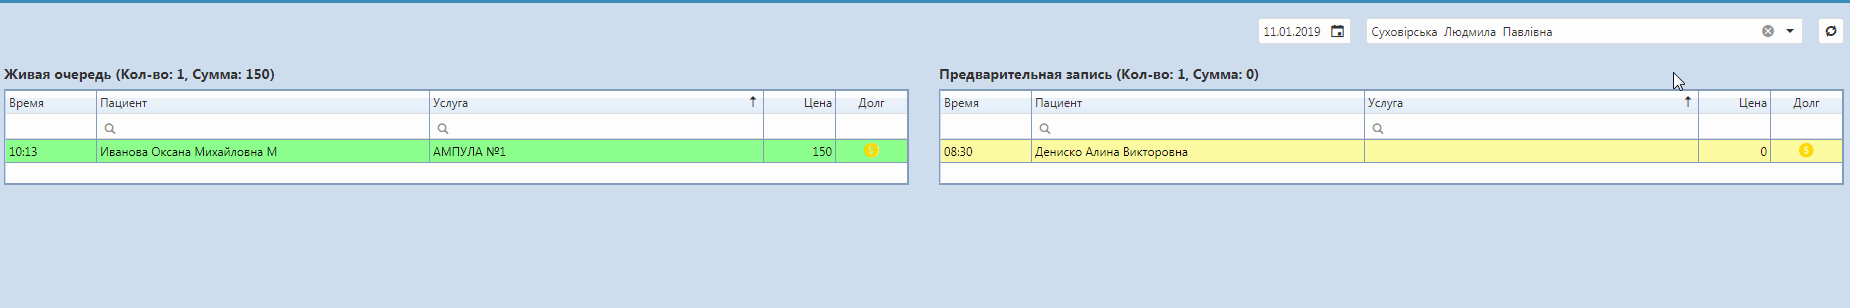 11.01.2019 Суховірська Людмила Павлівна
Живая очередь (Кол-во: 1, Сумма: 150)
Время Пациент Услуга Цена Долг
10:13 Иванова Оксана Михайловна М АМПУЛА №1 150
Предварительная запись (Кол-во: 1, Сумма: 0)
Время Пациент Услуга Цена Долг
08:30 Дениско Алина Викторовна 0